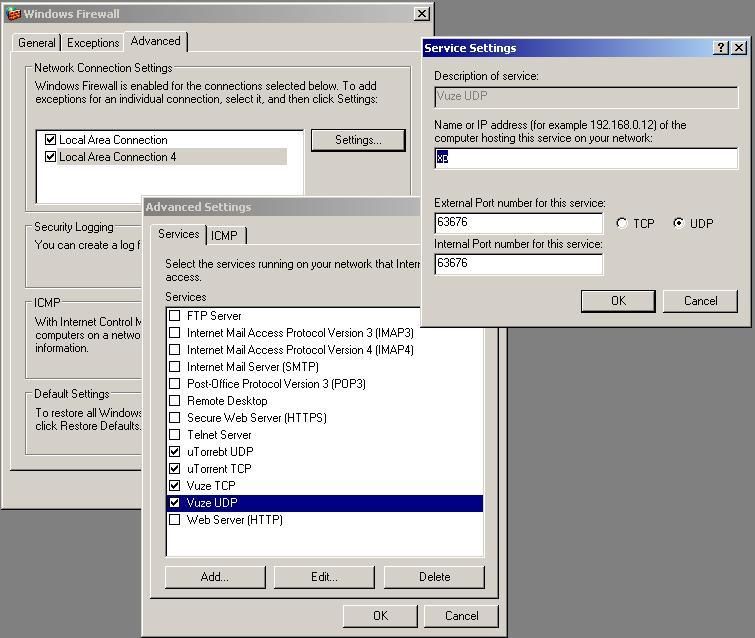 Windows Firewall
General
Exceptions
Advanced
Network Connection Settings
Windows Firewall is enabled for the connections selected below. To add
exceptions for an individual connection, select it, and then click Settings:
Local Area Connection
Local Area Connection 4
Settings...
Security Logging
You can create a log f
ICMP
With Internet Control M
computers on a netwo
information.
Default Settings
To restore all Windows
click Restore Defaults.
Advanced Settings
Services
ICMP
Select the services running on your network that Inter
access.
Services
FTP Server
Internet Mail Access Protocol Version 3 (IMAP3)
Internet Mail Access Protocol Version 4 (IMAP4)
Internet Mail Server (SMTP)
Post-Office Protocol Version 3 (POP3)
Remote Desktop
Secure Web Server (HTTPS)
Telnet Server
uTorrebt UDP
uTorrent TCP
Vuze TCP
Vuze UDP
Web Server (HTTP)
Add...
Edit...
Delete
OK
Cancel
Service Settings
Description of service:
Vuze UDP
Name or IP address (for example 192.168.0.12) of the
computer hosting this service on your network:
xp
External Port number for this service:
63676
TCP
UDP
Internal Port number for this service:
63676
OK
Cancel